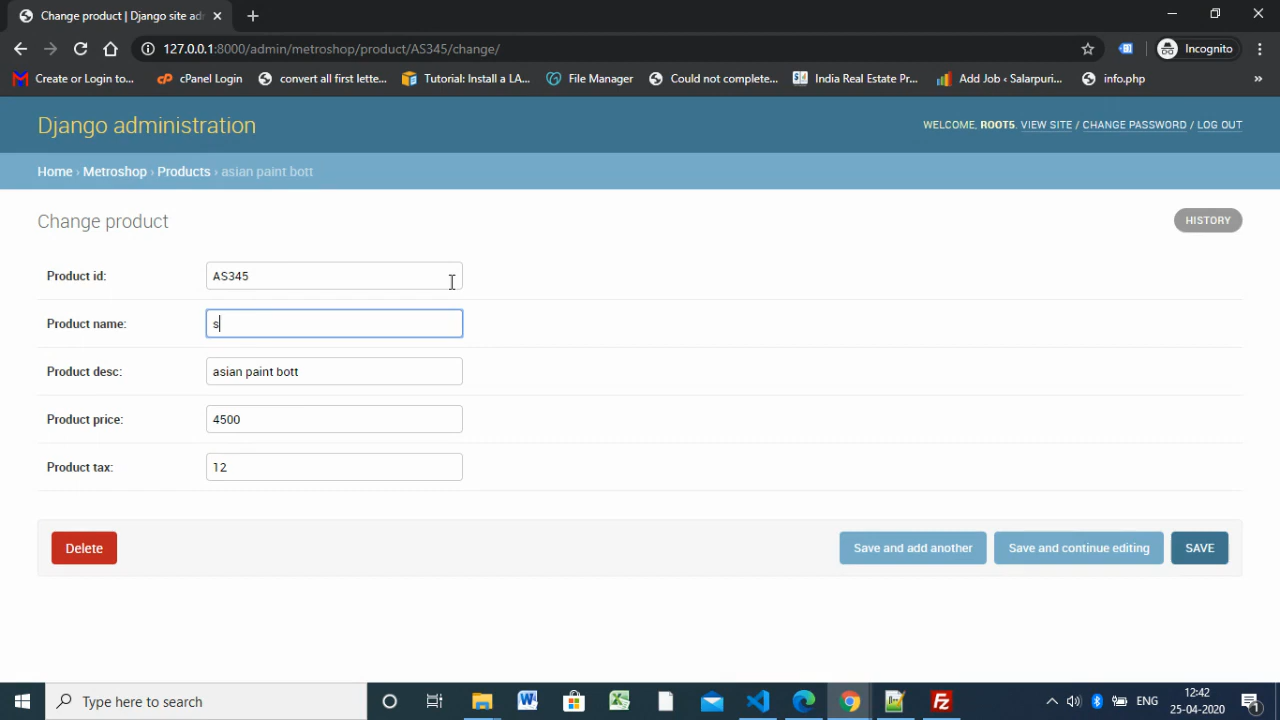 Change product | Django site ad
127.0.0.1:8000/admin/metroshop/product/AS345/change/
Incognito
Create or Login to...
cPanel Login
convert all first lette...
Tutorial: Install a LA...
File Manager
Could not complete...
India Real Estate Pr...
Add Job ‹ Salarpuri...
info.php
»
Django administration
WELCOME, ROOT5. VIEW SITE / CHANGE PASSWORD / LOG OUT
Home › Metroshop › Products › asian paint bott
Change product
HISTORY
Product id:
AS345
Product name:
s
Product desc:
asian paint bott
Product price:
4500
Product tax:
12
Delete
Save and add another
Save and continue editing
SAVE
Type here to search
ENG
12:42
25-04-2020
1